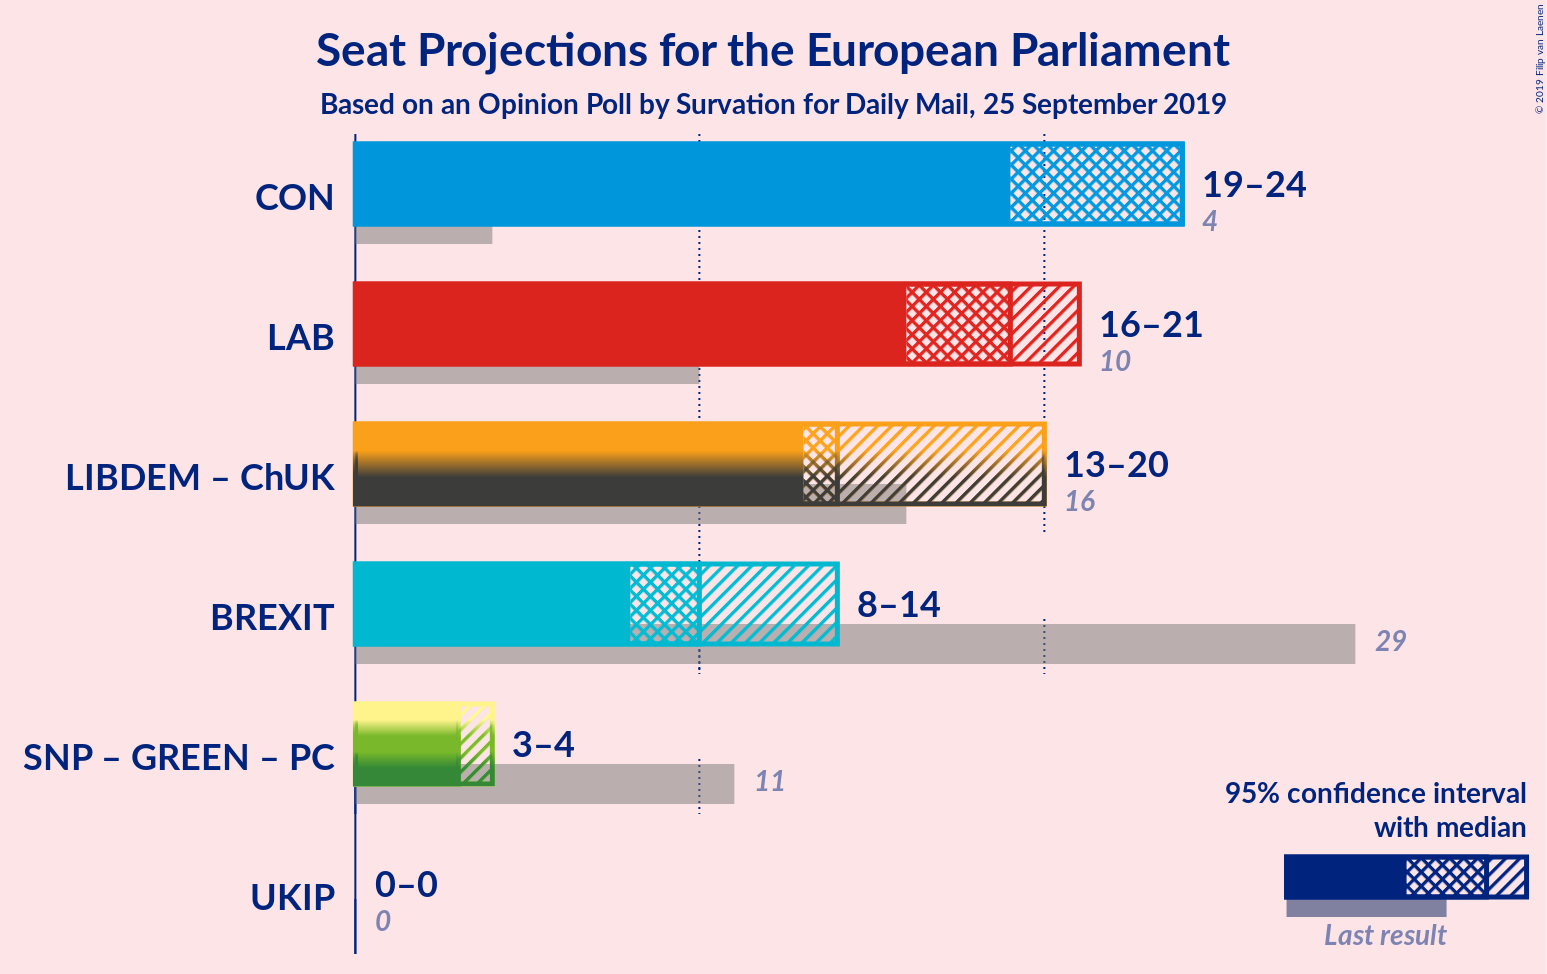 Seat Projections for the European Parliament
Based on an Opinion Poll by Survation for Daily Mail, 25 September 2019
© 2019 Filip van Laenen
CON
19–24
4
LAB
16–21
10
LIBDEM – ChUK
13–20
16
BREXIT
8–14
29
SNP – GREEN – PC
3–4
11
UKIP
0–0
0
95% confidence interval
with median
Last result